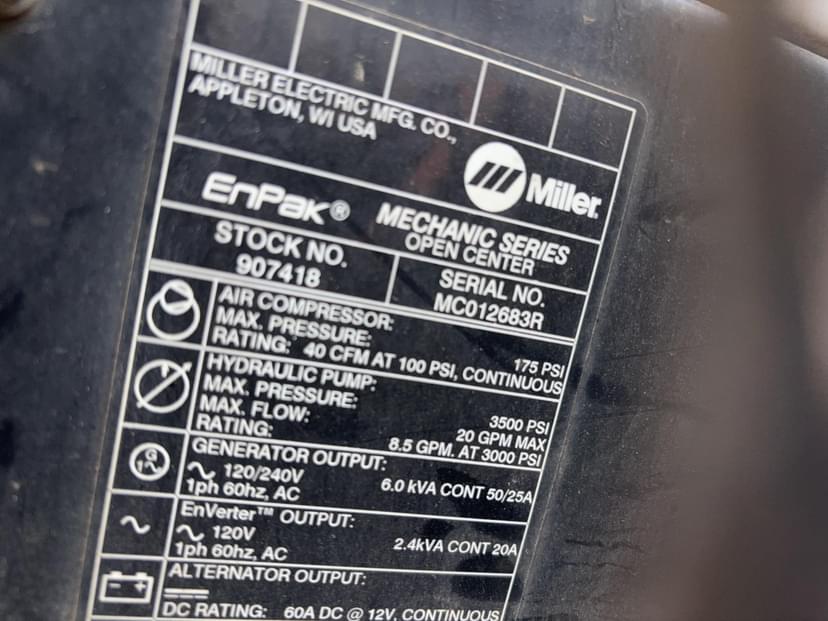 MILLER ELECTRIC MFG. CO.,
APPLETON, WI USA
Miller®
EnPak® MECHANIC SERIES
OPEN CENTER
STOCK NO.
907418
SERIAL NO.
MC012683R
AIR COMPRESSOR:
MAX. PRESSURE: 175 PSI
RATING: 40 CFM AT 100 PSI, CONTINUOUS
HYDRAULIC PUMP:
MAX. PRESSURE: 3500 PSI
MAX. FLOW: 20 GPM MAX
RATING: 8.5 GPM. AT 3000 PSI
G
GENERATOR OUTPUT:
~ 120/240V 6.0 kVA CONT 50/25A
1ph 60hz, AC
~
EnVerter™ OUTPUT:
~ 120V 2.4kVA CONT 20A
1ph 60hz, AC
- +
ALTERNATOR OUTPUT:
DC RATING: 60A DC @ 12V, CONTINUOUS